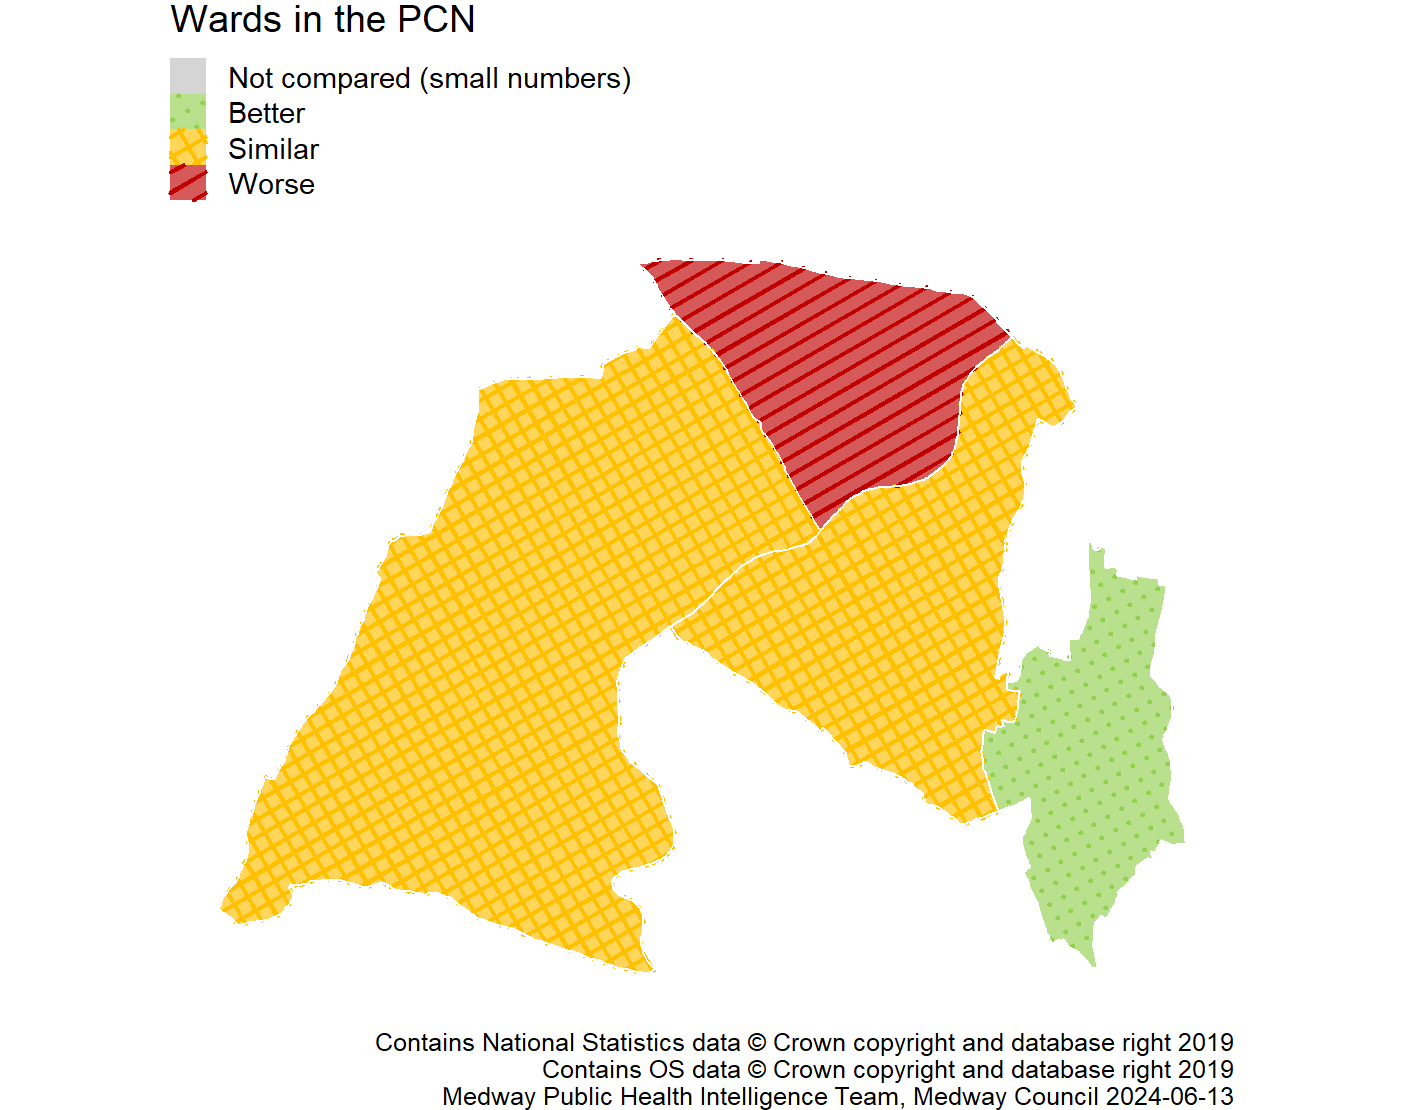 Wards in the PCN
Not compared (small numbers)
Better
Similar
Worse
Contains National Statistics data © Crown copyright and database right 2019
Contains OS data © Crown copyright and database right 2019
Medway Public Health Intelligence Team, Medway Council 2024-06-13